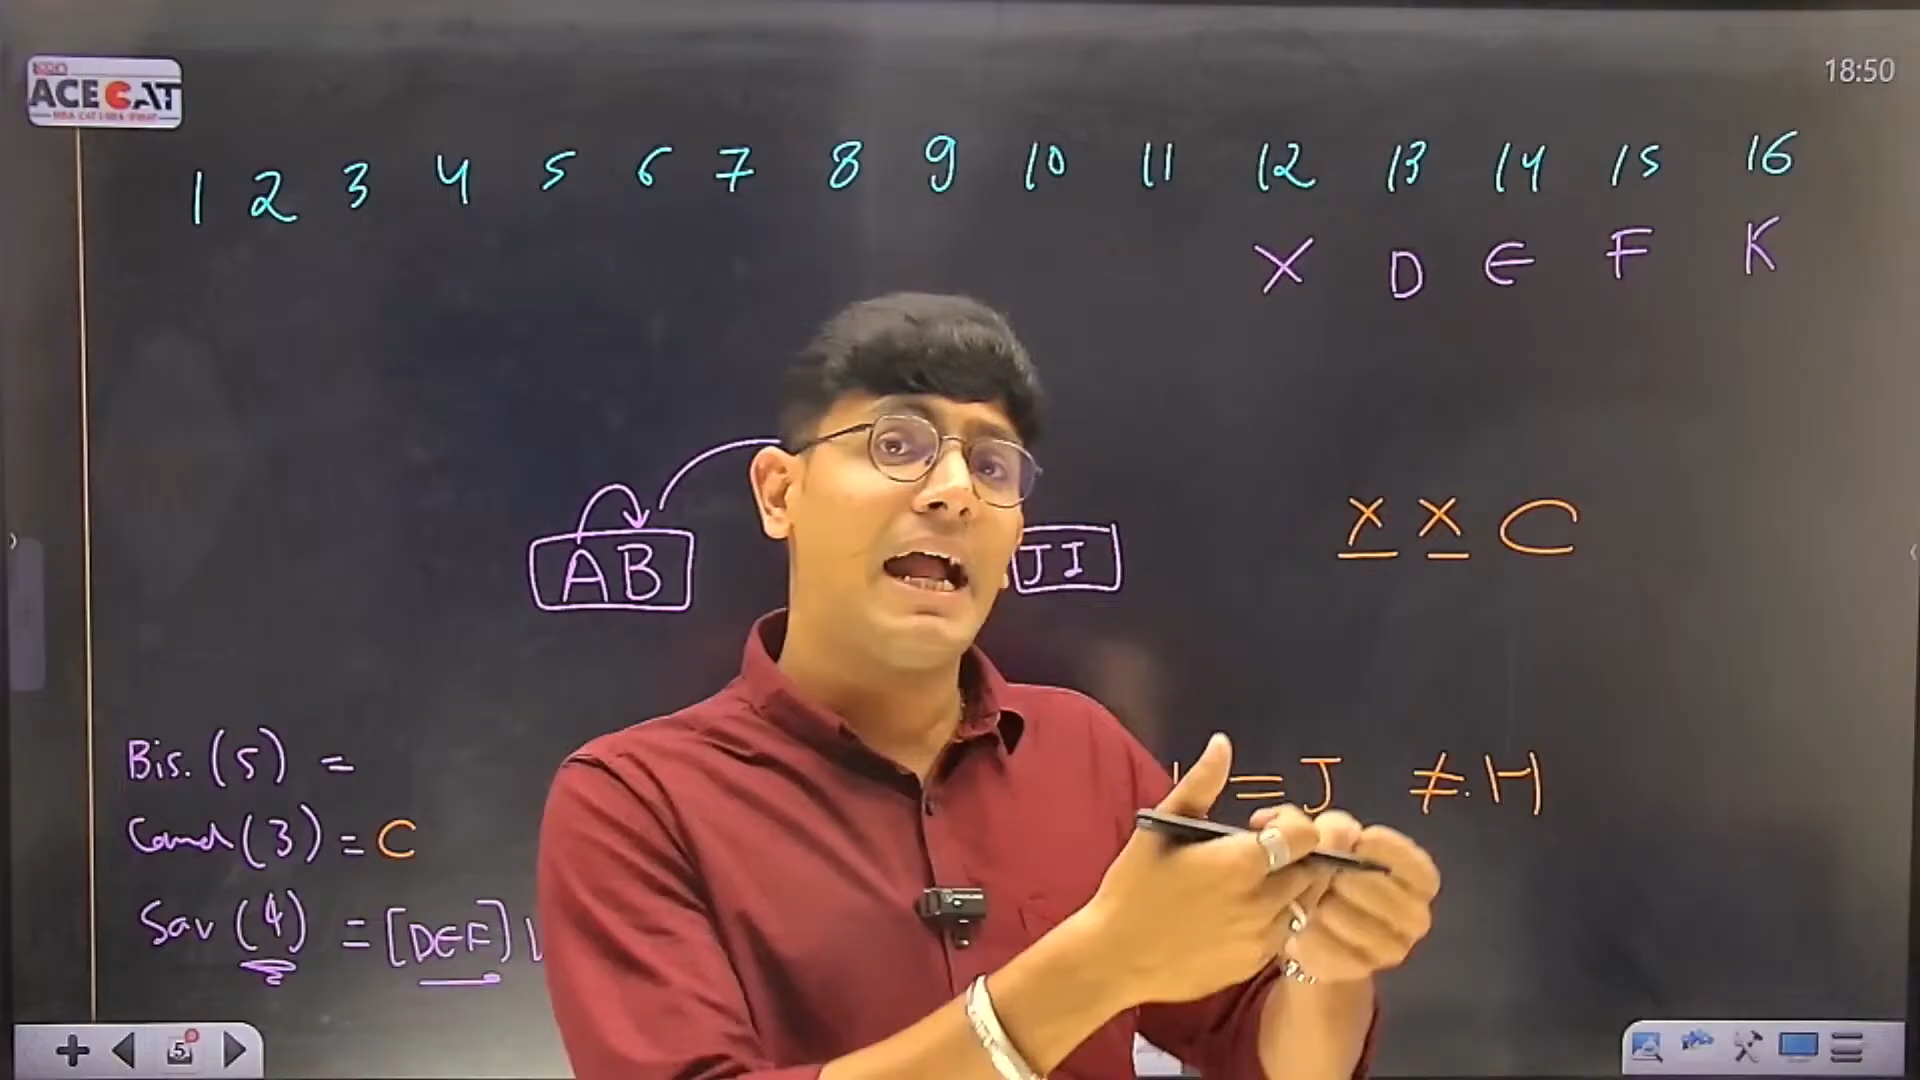 ACE CAT
18:50
1 2 3 4 5 6 7 8 9 10 11 12 13 14 15 16
X D E F K
AB
JI
X X C
Bis. (5) =
= J ≠ H
Cand (3) = C
Sav (4) = [DEF]
5